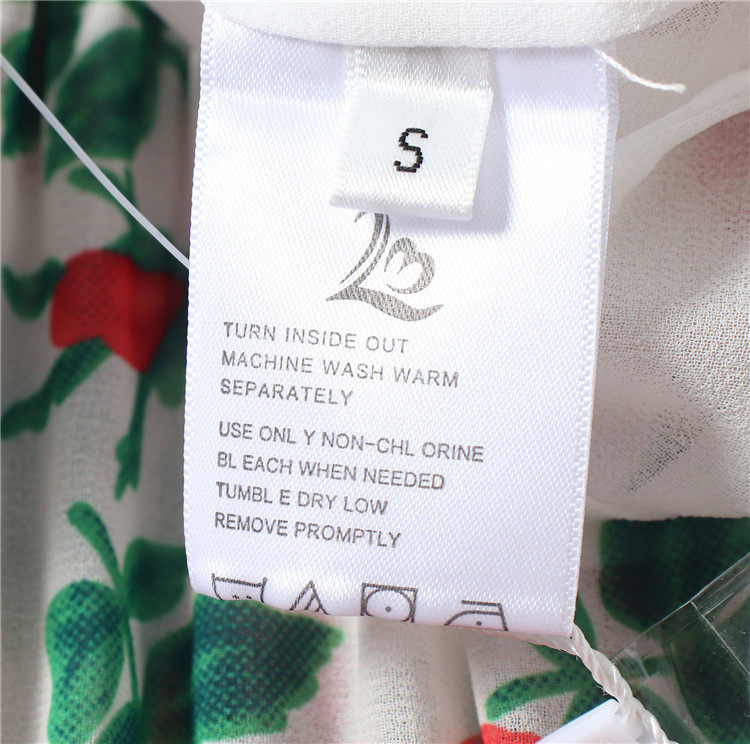 S
TURN INSIDE OUT
MACHINE WASH WARM
SEPARATELY
USE ONL Y NON-CHL ORINE
BL EACH WHEN NEEDED
TUMBL E DRY LOW
REMOVE PROMPTLY